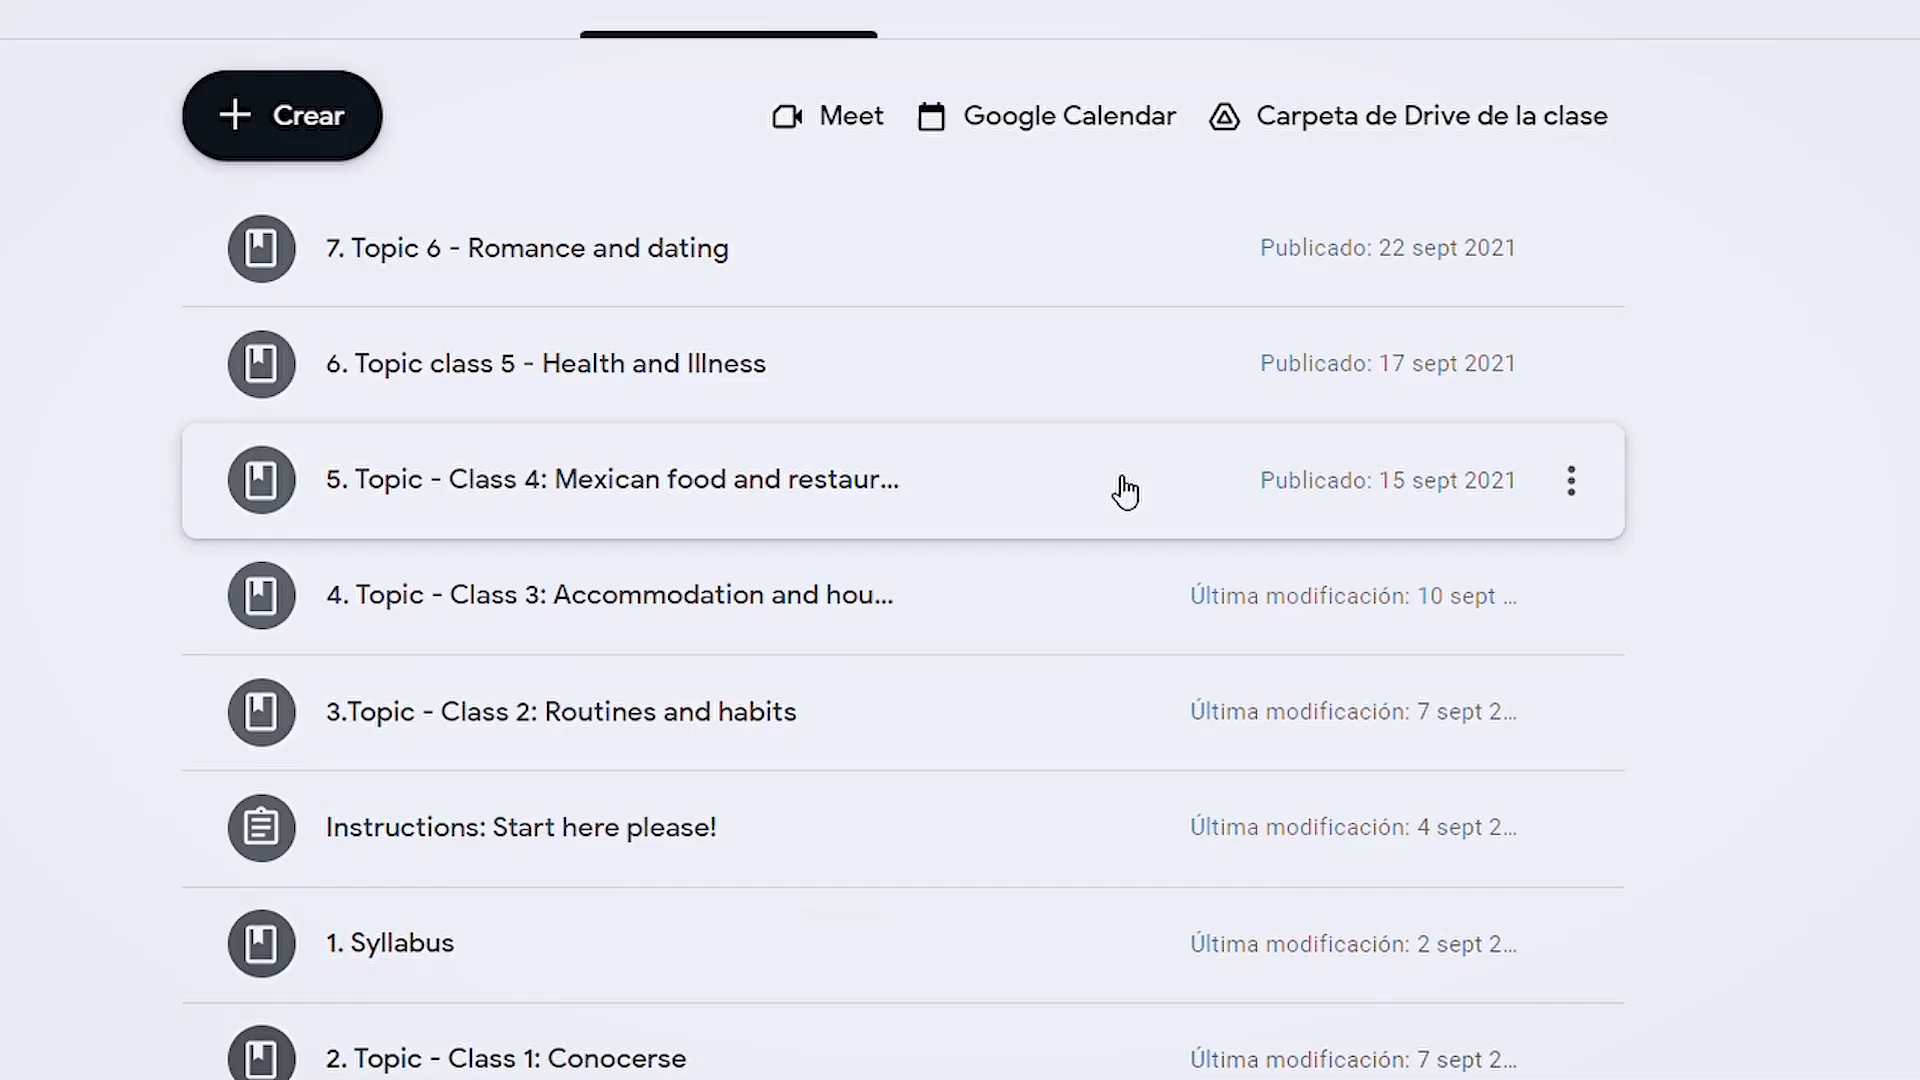 Crear
Meet
Google Calendar
Carpeta de Drive de la clase
7. Topic 6 - Romance and dating
Publicado: 22 sept 2021
6. Topic class 5 - Health and Illness
Publicado: 17 sept 2021
5. Topic - Class 4: Mexican food and restaur...
Publicado: 15 sept 2021
4. Topic - Class 3: Accommodation and hou...
Última modificación: 10 sept ...
3.Topic - Class 2: Routines and habits
Última modificación: 7 sept 2...
Instructions: Start here please!
Última modificación: 4 sept 2...
1. Syllabus
Última modificación: 2 sept 2...
2. Topic - Class 1: Conocerse
Última modificación: 7 sept 2...